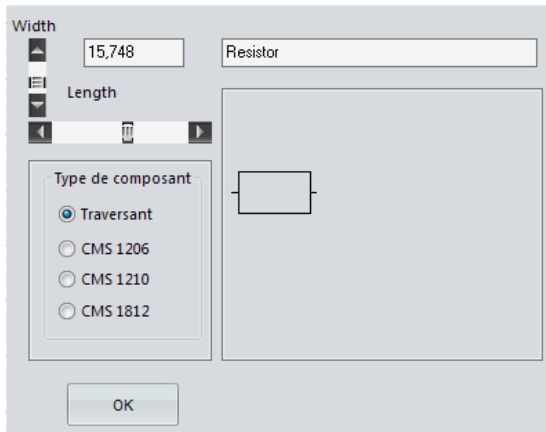 Width
15,748
Resistor
Length
Type de composant
Traversant
CMS 1206
CMS 1210
CMS 1812
OK